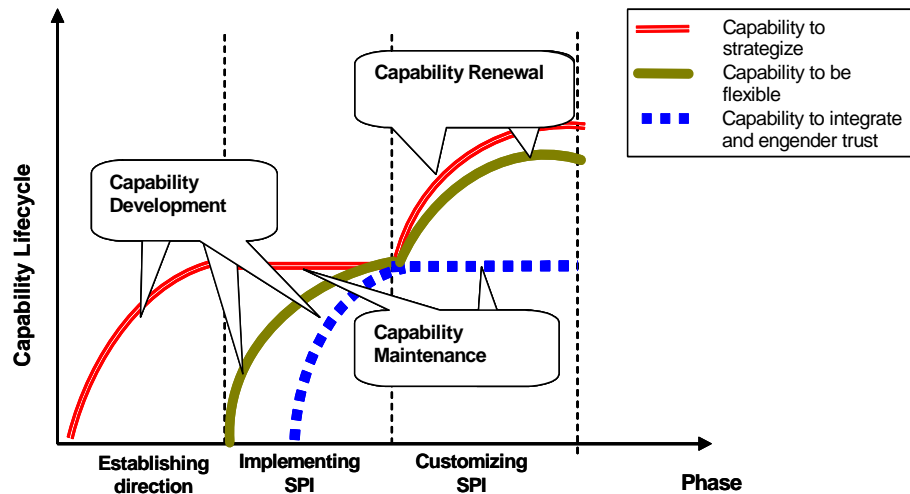 Capability to
strategize
Capability to be
flexible
Capability to integrate
and engender trust
Capability Renewal
Capability
Development
Capability
Maintenance
Capability Lifecycle
Establishing
direction
Implementing
SPI
Customizing
SPI
Phase